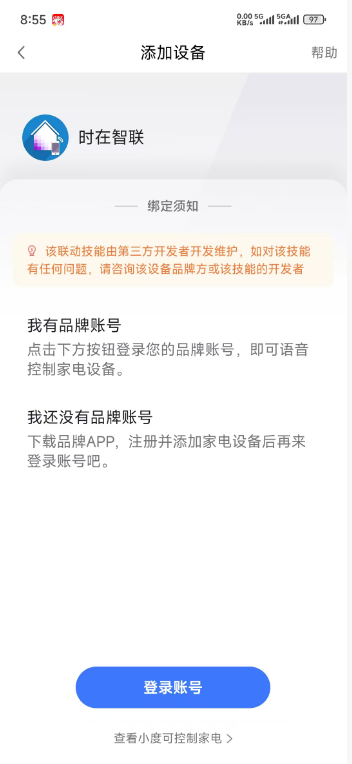 8:55 0.00 KB/s 5G 5GA 97
添加设备 帮助
时在智联
绑定须知
该联动技能由第三方开发者开发维护，如对该技能
有任何问题，请咨询该设备品牌方或该技能的开发者
我有品牌账号
点击下方按钮登录您的品牌账号，即可语音
控制家电设备。
我还没有品牌账号
下载品牌APP，注册并添加家电设备后再来
登录账号吧。
登录账号
查看小度可控制家电